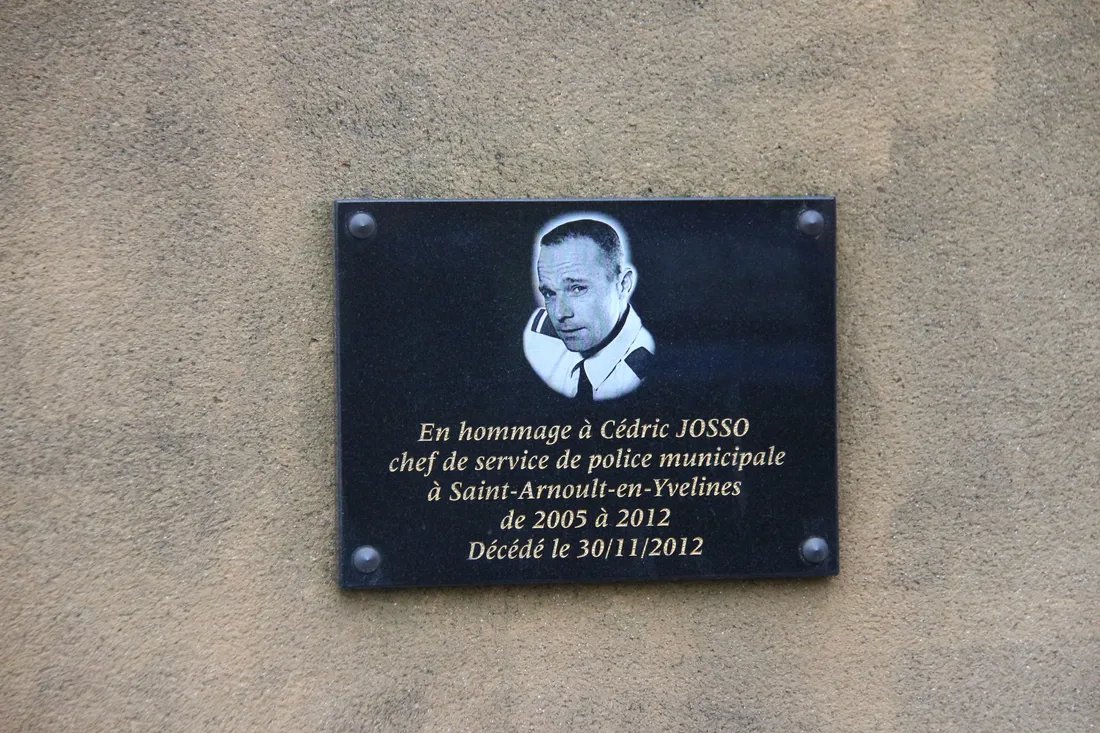 En hommage à Cédric JOSSO
chef de service de police municipale
à Saint-Arnoult-en-Yvelines
de 2005 à 2012
Décédé le 30/11/2012